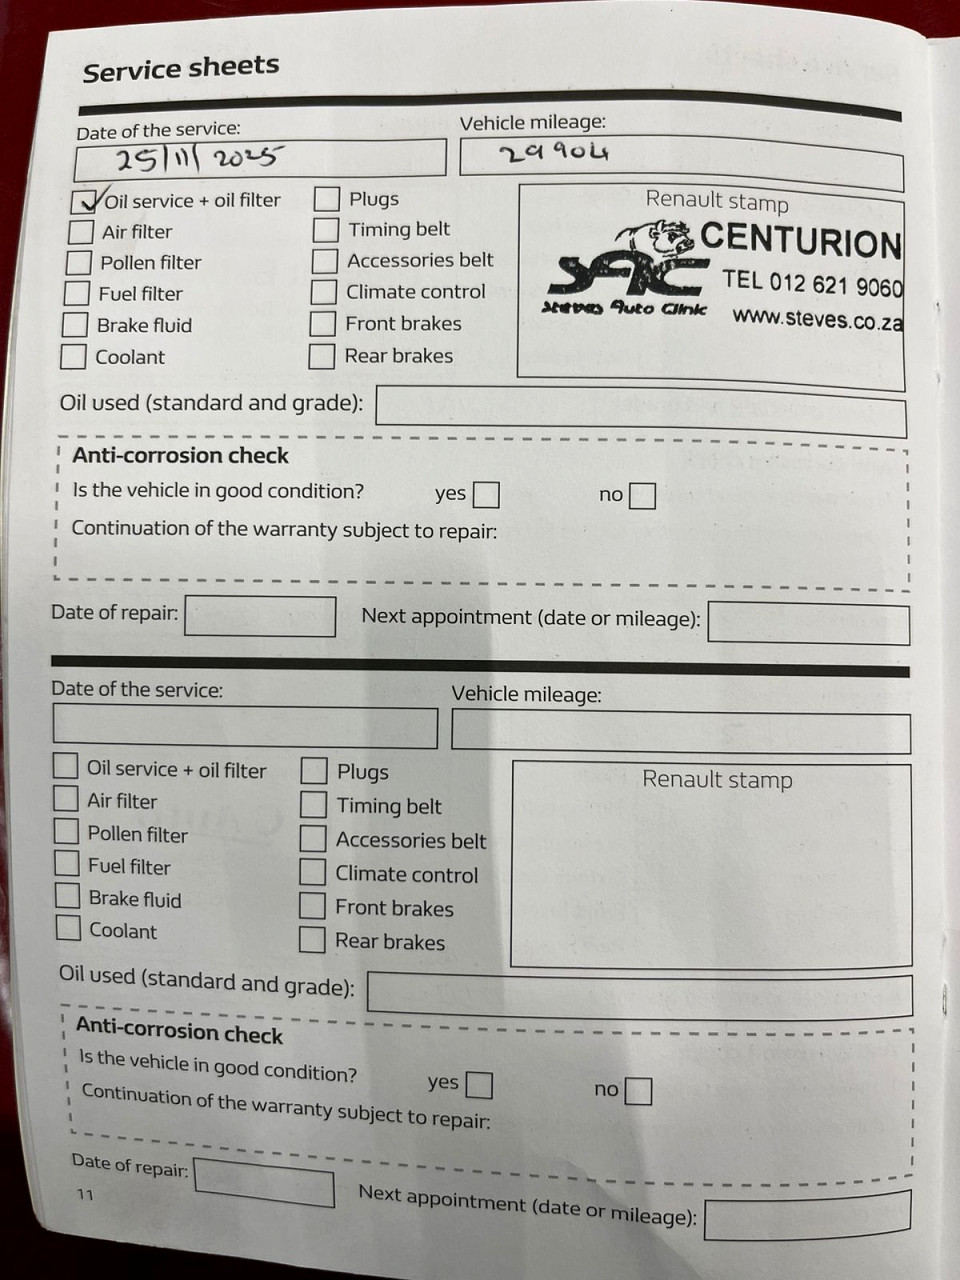 Service sheets
Date of the service: Vehicle mileage:
25/11/2025 29904
Oil service + oil filter Plugs Renault stamp
Air filter Timing belt CENTURION
Pollen filter Accessories belt SAC TEL 012 621 9060
Fuel filter Climate control Steves Auto Clinic www.steves.co.za
Brake fluid Front brakes
Coolant Rear brakes
Oil used (standard and grade):
Anti-corrosion check
Is the vehicle in good condition? yes no
Continuation of the warranty subject to repair:
Date of repair: Next appointment (date or mileage):
Date of the service: Vehicle mileage:
Oil service + oil filter Plugs Renault stamp
Air filter Timing belt
Pollen filter Accessories belt
Fuel filter Climate control
Brake fluid Front brakes
Coolant Rear brakes
Oil used (standard and grade):
Anti-corrosion check
Is the vehicle in good condition? yes no
Continuation of the warranty subject to repair:
Date of repair: Next appointment (date or mileage):
11